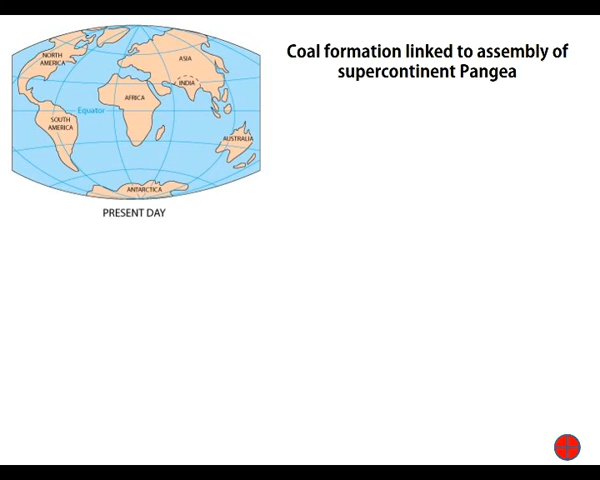 Coal formation linked to assembly of
supercontinent Pangea
NORTH
AMERICA
ASIA
INDIA
AFRICA
Equator
SOUTH
AMERICA
AUSTRALIA
ANTARCTICA
PRESENT DAY